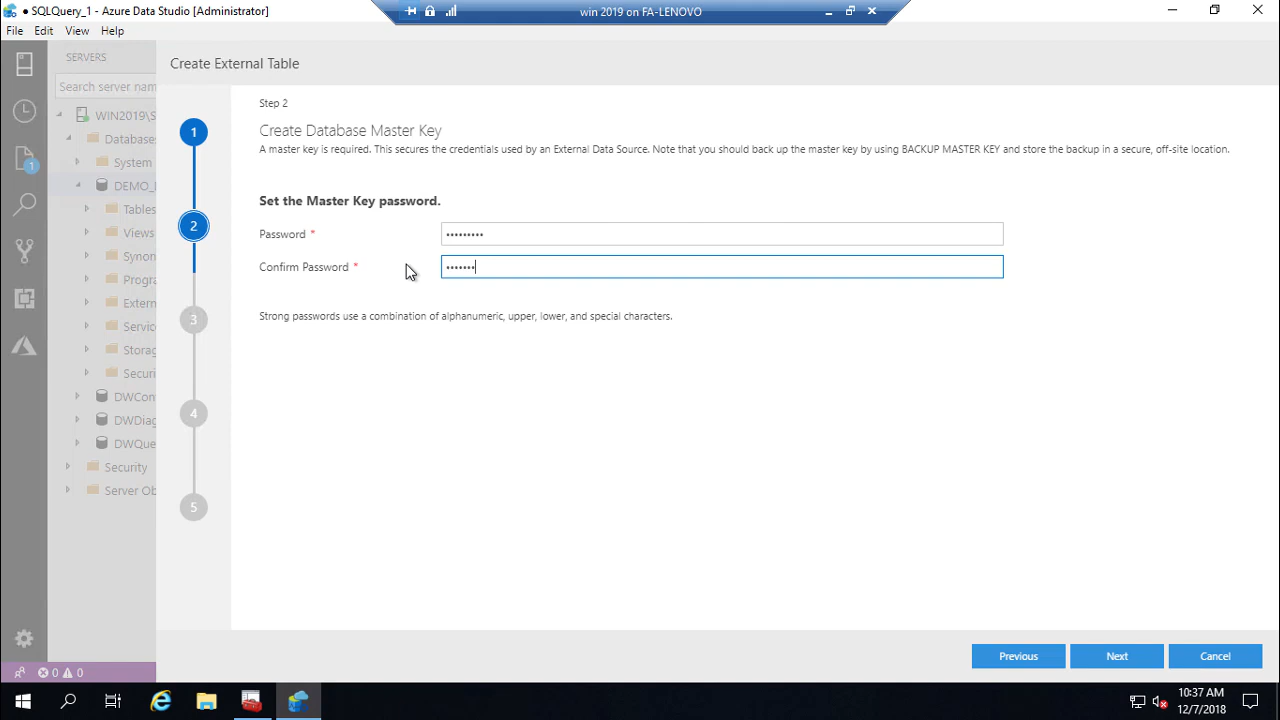 ● SQLQuery_1 - Azure Data Studio [Administrator]
win 2019 on FA-LENOVO
File Edit View Help
SERVERS
Search server nam
WIN2019\S
Database
System
DEMO_
Tables
Views
Synon
Progra
Extern
Servic
Storag
Securi
DWCon
DWDiag
DWQue
Security
Server Ob
1
Create External Table
1
2
3
4
5
Step 2
Create Database Master Key
A master key is required. This secures the credentials used by an External Data Source. Note that you should back up the master key by using BACKUP MASTER KEY and store the backup in a secure, off-site location.
Set the Master Key password.
Password * •••••••••
Confirm Password * •••••••
Strong passwords use a combination of alphanumeric, upper, lower, and special characters.
Previous Next Cancel
0 0
10:37 AM
12/7/2018